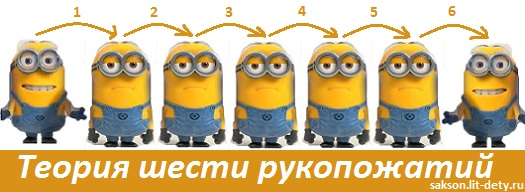 1 2 3 4 5 6
Теория шести рукопожатий
sakson.lit-dety.ru